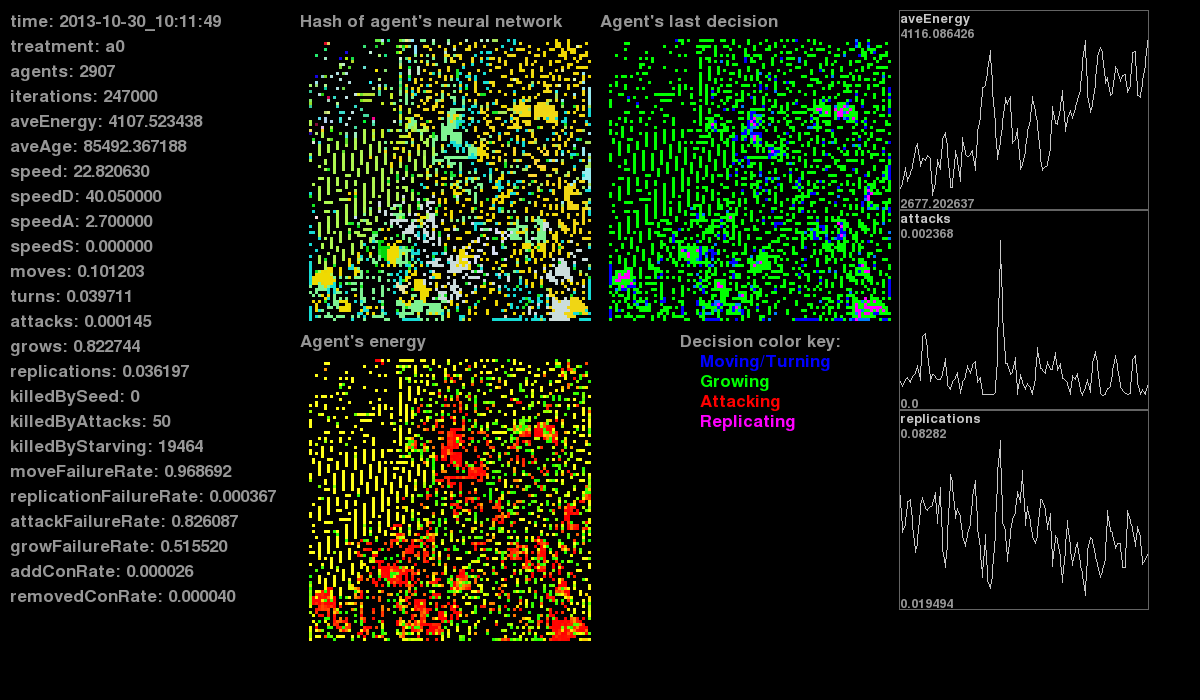 time: 2013-10-30_10:11:49
treatment: a0
agents: 2907
iterations: 247000
aveEnergy: 4107.523438
aveAge: 85492.367188
speed: 22.820630
speedD: 40.050000
speedA: 2.700000
speedS: 0.000000
moves: 0.101203
turns: 0.039711
attacks: 0.000145
grows: 0.822744
replications: 0.036197
killedBySeed: 0
killedByAttacks: 50
killedByStarving: 19464
moveFailureRate: 0.968692
replicationFailureRate: 0.000367
attackFailureRate: 0.826087
growFailureRate: 0.515520
addConRate: 0.000026
removedConRate: 0.000040
Hash of agent's neural network
Agent's last decision
Agent's energy
Decision color key:
Moving/Turning
Growing
Attacking
Replicating
aveEnergy
4116.086426
2677.202637
attacks
0.002368
0.0
replications
0.08282
0.019494